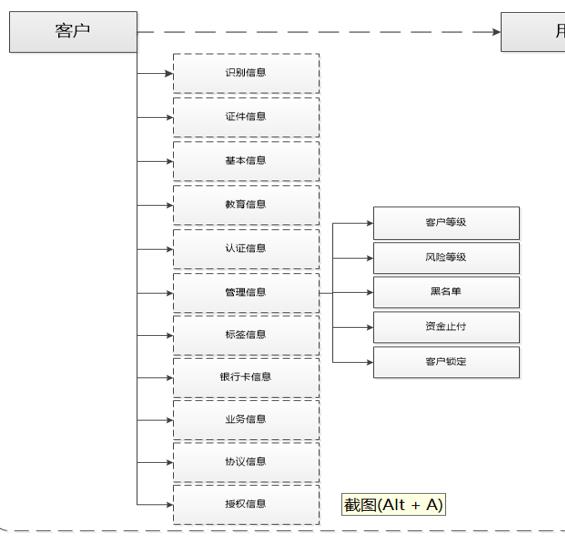 客户
用
识别信息
证件信息
基本信息
教育信息
认证信息
管理信息
标签信息
银行卡信息
业务信息
协议信息
授权信息
客户等级
风险等级
黑名单
资金止付
客户锁定
截图(Alt + A)